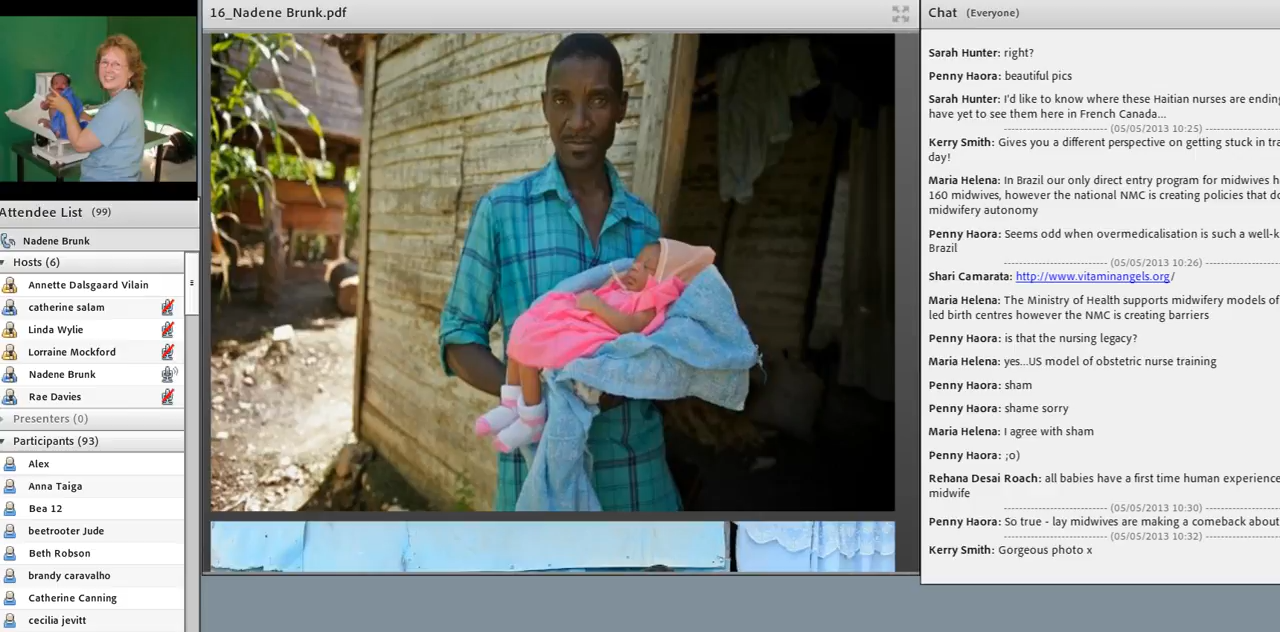 16_Nadene Brunk.pdf
Attendee List (99)
Nadene Brunk
Hosts (6)
Annette Dalsgaard Vilain
catherine salam
Linda Wylie
Lorraine Mockford
Nadene Brunk
Rae Davies
Presenters (0)
Participants (93)
Alex
Anna Taiga
Bea 12
beetrooter Jude
Beth Robson
brandy caravalho
Catherine Canning
cecilia jevitt
Chat (Everyone)
Sarah Hunter: right?
Penny Haora: beautiful pics
Sarah Hunter: I'd like to know where these Haitian nurses are ending
have yet to see them here in French Canada...
(05/05/2013 10:25)
Kerry Smith: Gives you a different perspective on getting stuck in tra
day!
Maria Helena: In Brazil our only direct entry program for midwives h
160 midwives, however the national NMC is creating policies that do
midwifery autonomy
Penny Haora: Seems odd when overmedicalisation is such a well-k
Brazil
(05/05/2013 10:26)
Shari Camarata: http://www.vitaminangels.org/
Maria Helena: The Ministry of Health supports midwifery models of
led birth centres however the NMC is creating barriers
Penny Haora: is that the nursing legacy?
Maria Helena: yes...US model of obstetric nurse training
Penny Haora: sham
Penny Haora: shame sorry
Maria Helena: I agree with sham
Penny Haora: ;o)
Rehana Desai Roach: all babies have a first time human experience
midwife
(05/05/2013 10:30)
Penny Haora: So true - lay midwives are making a comeback about
(05/05/2013 10:32)
Kerry Smith: Gorgeous photo x